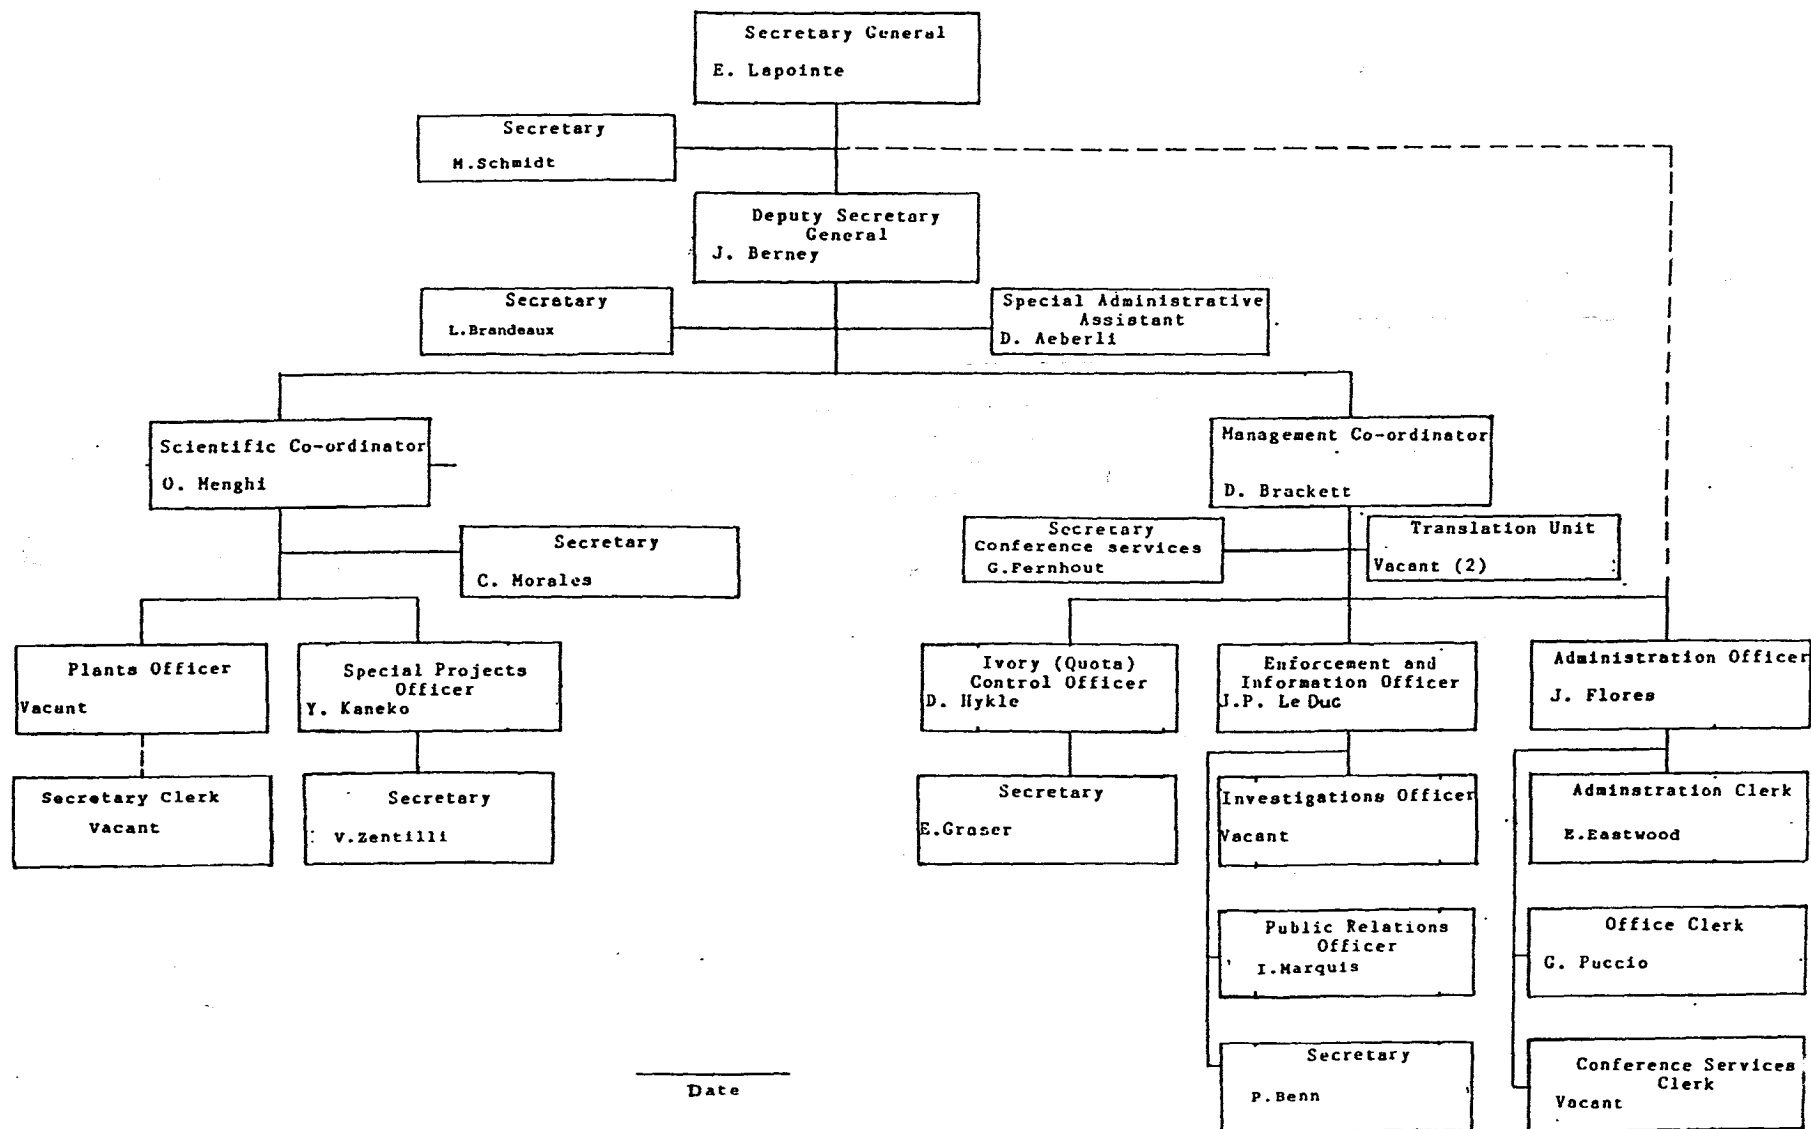 Secretary General
E. Lapointe
Secretary
M.Schmidt
Deputy Secretary
General
J. Berney
Secretary
L.Brandeaux
Special Administrative
Assistant
D. Aeberli
Scientific Co-ordinator
O. Menghi
Management Co-ordinator
D. Brackett
Secretary
C. Morales
Secretary
Conference services
G.Fernhout
Translation Unit
Vacant (2)
Plants Officer
Vacant
Special Projects
Officer
Y. Kaneko
Ivory (Quota)
Control Officer
D. Hykle
Enforcement and
Information Officer
J.P. Le Duc
Administration Officer
J. Flores
Secretary Clerk
Vacant
Secretary
V.Zentilli
Secretary
E.Graser
Investigations Officer
Vacant
Adminstration Clerk
E.Eastwood
Public Relations
Officer
I.Marquis
Office Clerk
G. Puccio
Secretary
P.Benn
Conference Services
Clerk
Vacant
Date